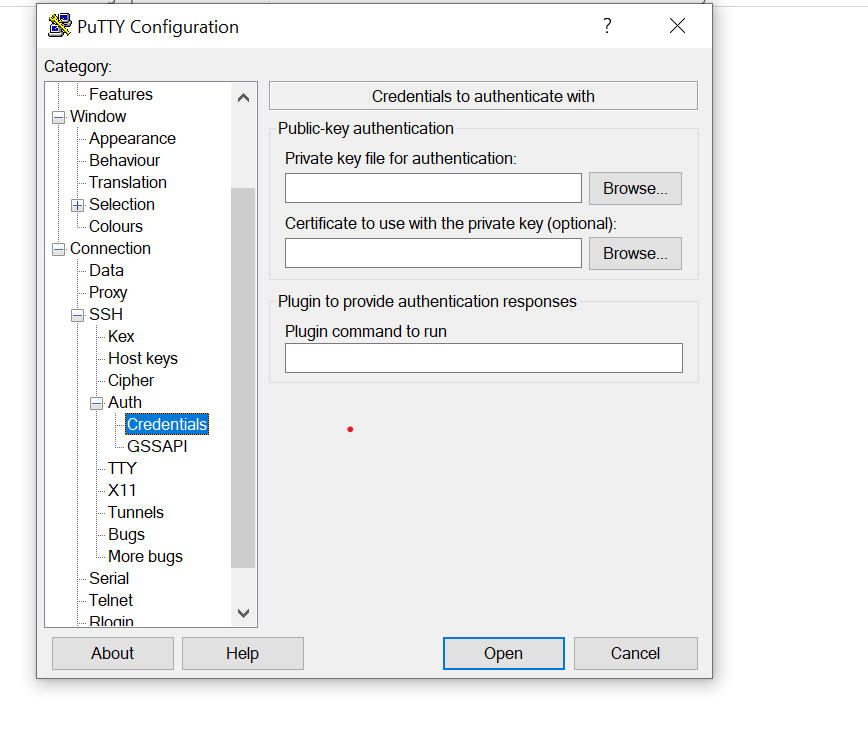 PuTTY Configuration
?
Category:
Features
Window
Appearance
Behaviour
Translation
Selection
Colours
Connection
Data
Proxy
SSH
Kex
Host keys
Cipher
Auth
Credentials
GSSAPI
TTY
X11
Tunnels
Bugs
More bugs
Serial
Telnet
Rlogin
Credentials to authenticate with
Public-key authentication
Private key file for authentication:
Browse...
Certificate to use with the private key (optional):
Browse...
Plugin to provide authentication responses
Plugin command to run
About
Help
Open
Cancel